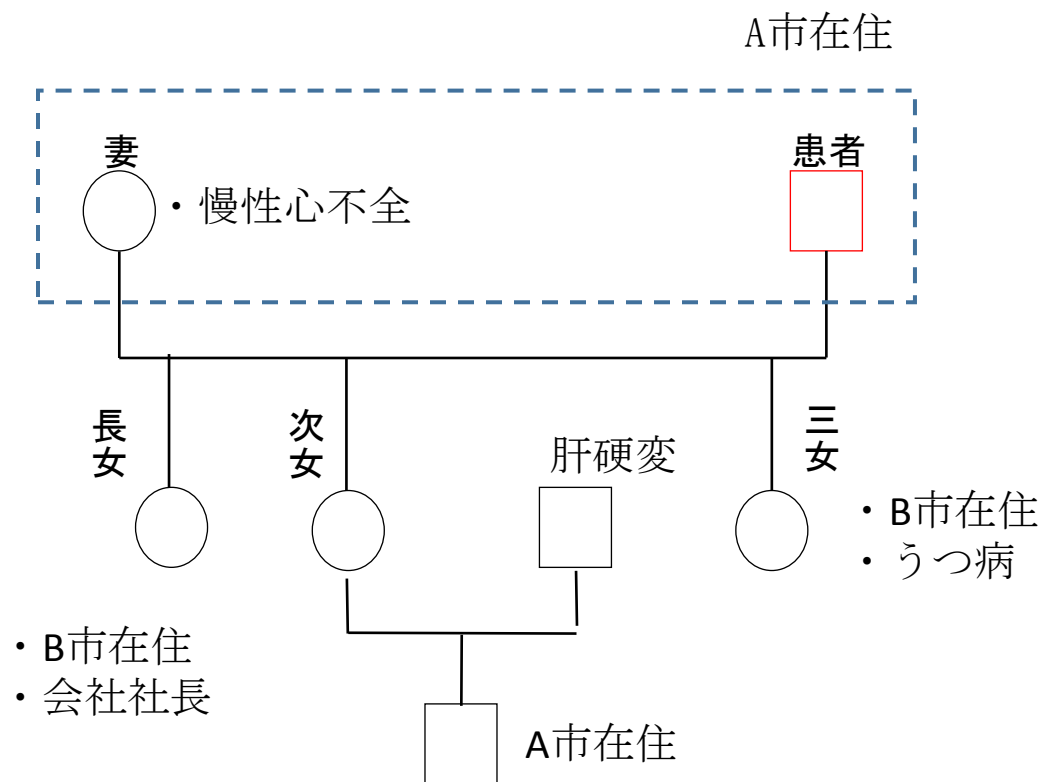 A市在住
妻
患者
・慢性心不全
長女
次女
肝硬変
三女
・B市在住
・うつ病
・B市在住
・会社社長
A市在住